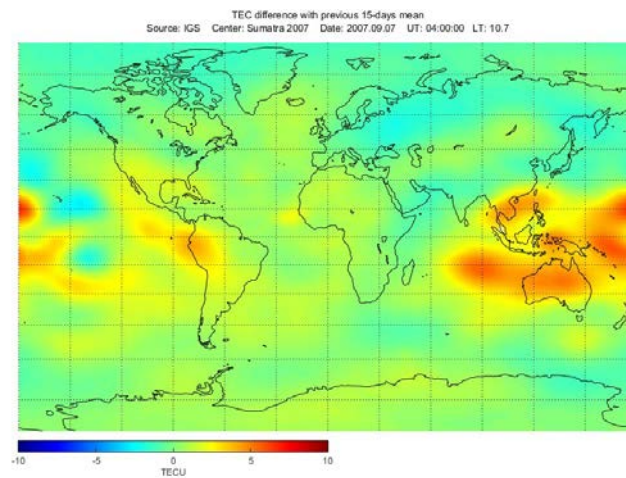 TEC difference with previous 15-days mean
Source: IGS Center: Sumatra 2007 Date: 2007.09.07 UT: 04:00:00 LT: 10.7
-10 -5 0 5 10
TECU